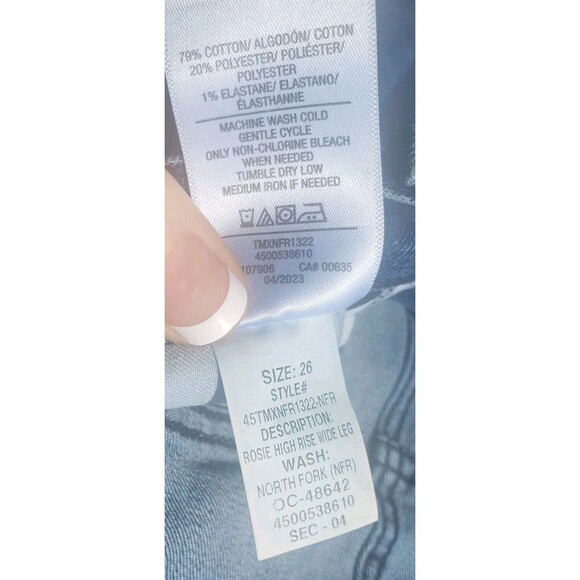 79% COTTON/ ALGODÓN/ COTON
20% POLYESTER/ POLIÉSTER/
POLYESTER
1% ELASTANE/ ELASTANO/
ÉLASTHANNE
MACHINE WASH COLD
GENTLE CYCLE
ONLY NON-CHLORINE BLEACH
WHEN NEEDED
TUMBLE DRY LOW
MEDIUM IRON IF NEEDED
TMXNFR1322
4500538610
107906 CA# 00635
04/2023
SIZE: 26
STYLE#
45TMXNFR1322-NFR
DESCRIPTION:
ROSIE HIGH RISE WIDE LEG
WASH:
NORTH FORK (NFR)
OC-48642
4500538610
SEC - 04